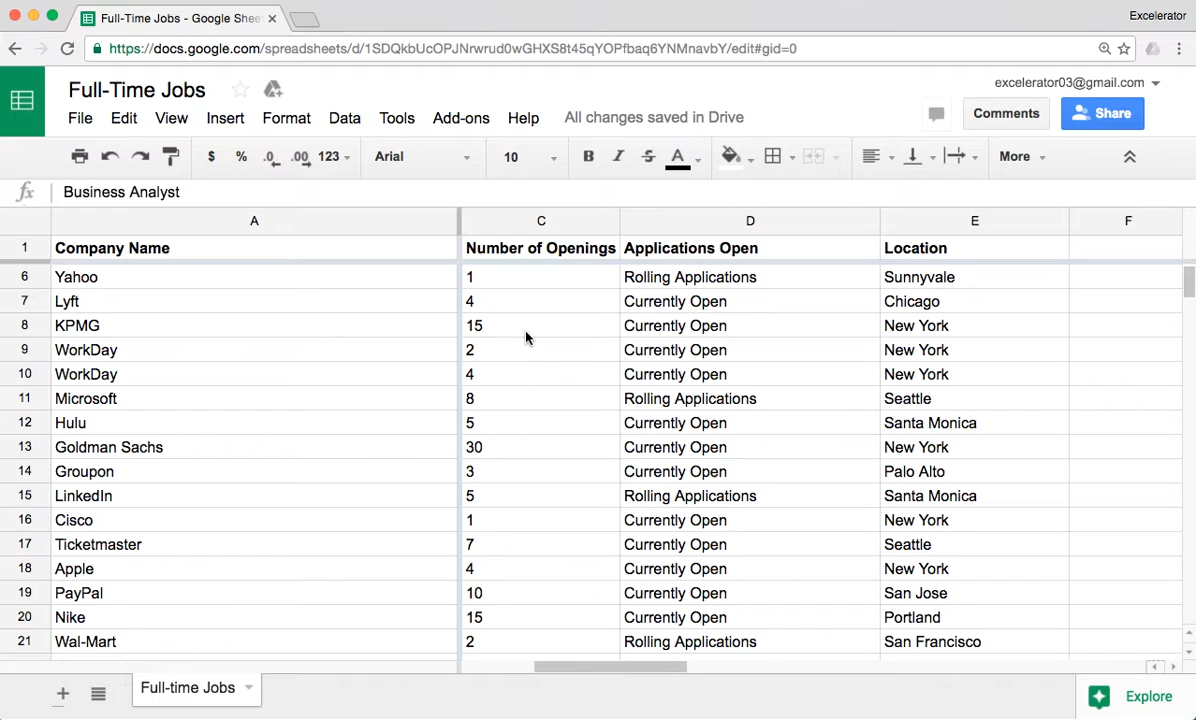 Full-Time Jobs - Google Shee
Excelerator
https://docs.google.com/spreadsheets/d/1SDQkbUcOPJNrwrud0wGHXS8t45qYOPfbaq6YNMnavbY/edit#gid=0
Full-Time Jobs
excelerator03@gmail.com
File Edit View Insert Format Data Tools Add-ons Help All changes saved in Drive
Comments Share
$ % .0 .00 123 Arial 10 B I S A More
fx Business Analyst
A C D E F
1 Company Name Number of Openings Applications Open Location
6 Yahoo 1 Rolling Applications Sunnyvale
7 Lyft 4 Currently Open Chicago
8 KPMG 15 Currently Open New York
9 WorkDay 2 Currently Open New York
10 WorkDay 4 Currently Open New York
11 Microsoft 8 Rolling Applications Seattle
12 Hulu 5 Currently Open Santa Monica
13 Goldman Sachs 30 Currently Open New York
14 Groupon 3 Currently Open Palo Alto
15 LinkedIn 5 Rolling Applications Santa Monica
16 Cisco 1 Currently Open New York
17 Ticketmaster 7 Currently Open Seattle
18 Apple 4 Currently Open New York
19 PayPal 10 Currently Open San Jose
20 Nike 15 Currently Open Portland
21 Wal-Mart 2 Rolling Applications San Francisco
Full-time Jobs
Explore